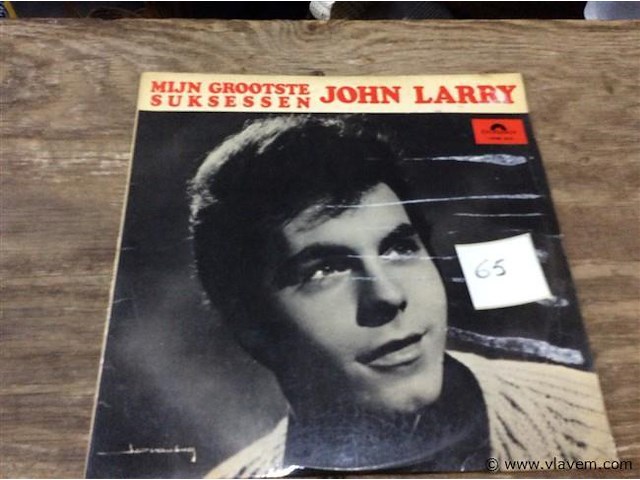 MIJN GROOTSTE
SUKSESSEN
JOHN LARRY
65
© www.vlavem.com